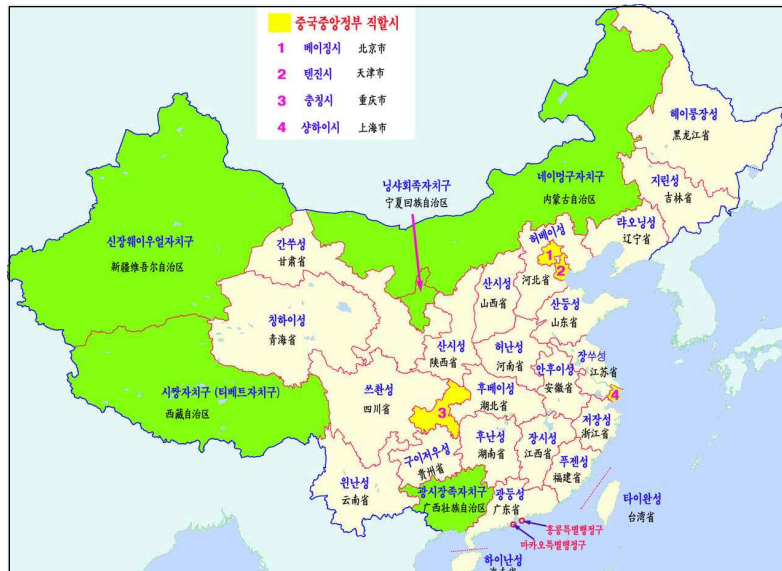 중국중앙정부 직할시
1 베이징시 北京市
2 텐진시 天津市
3 충칭시 重庆市
4 샹하이시 上海市
헤이룽장성
黑龙江省
닝샤회족자치구
宁夏回族自治区
네이멍구자치구
内蒙古自治区
지린성
吉林省
랴오닝성
辽宁省
신장웨이우얼자치구
新疆维吾尔自治区
간쑤성
甘肃省
허베이성
1
河北省
2
산시성
山西省
산둥성
山东省
칭하이성
青海省
산시성
陕西省
허난성
河南省
장쑤성
江苏省
안후이성
安徽省
시짱자치구 (티베트자치구)
西藏自治区
쓰촨성
四川省
3
후베이성
湖北省
4
저장성
浙江省
구이저우성
贵州省
후난성
湖南省
장시성
江西省
푸젠성
福建省
윈난성
云南省
광시장족자치구
广西壮族自治区
광둥성
广东省
타이완성
台湾省
홍콩특별행정구
마카오특별행정구
하이난성